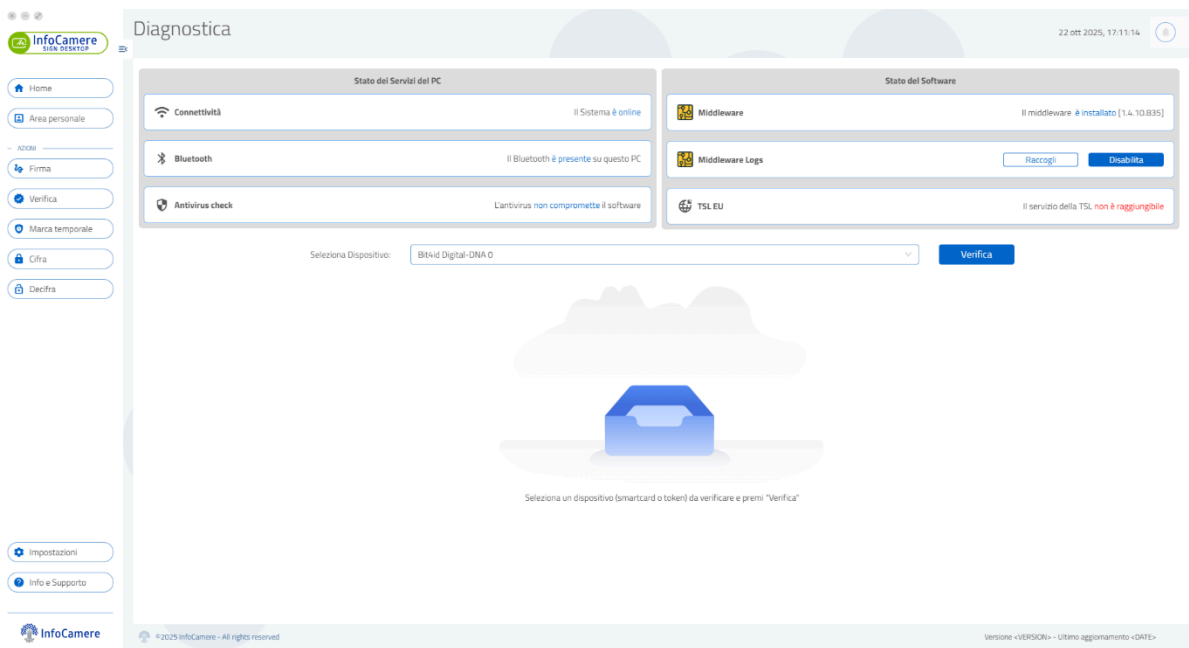 InfoCamere
SIGN DESKTOP
Diagnostica
22 ott 2025, 17:11:14
Home
Area personale
AZIONI
Firma
Verifica
Marca temporale
Cifra
Decifra
Impostazioni
Info e Supporto
InfoCamere
Stato dei Servizi del PC
Connettività Il Sistema è online
Bluetooth Il Bluetooth è presente su questo PC
Antivirus check L'antivirus non compromette il software
Stato del Software
Middleware Il middleware è installato [1.4.10.835]
Middleware Logs Raccogli Disabilita
TSL EU Il servizio della TSL non è raggiungibile
Seleziona Dispositivo: Bit4id Digital-DNA 0 Verifica
Seleziona un dispositivo (smartcard o token) da verificare e premi "Verifica"
©2025 InfoCamere - All rights reserved
Versione <VERSION> - Ultimo aggiornamento <DATE>